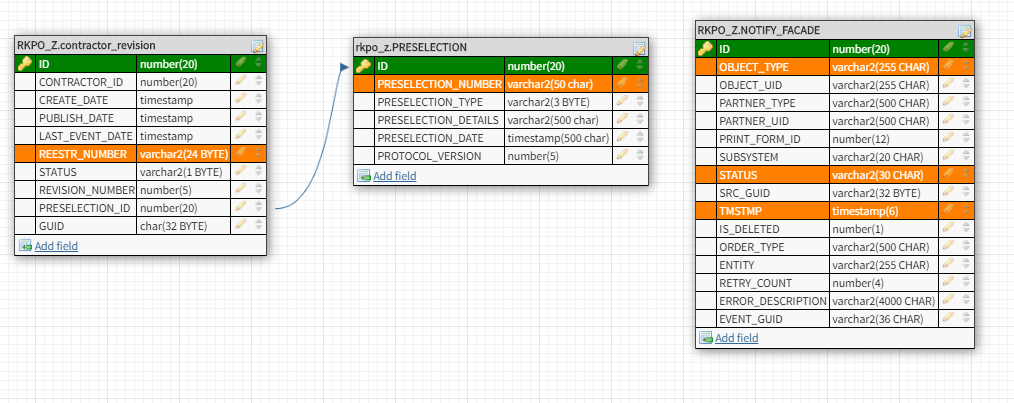 RKPO_Z.contractor_revision
ID number(20)
CONTRACTOR_ID number(20)
CREATE_DATE timestamp
PUBLISH_DATE timestamp
LAST_EVENT_DATE timestamp
REESTR_NUMBER varchar2(24 BYTE)
STATUS varchar2(1 BYTE)
REVISION_NUMBER number(5)
PRESELECTION_ID number(20)
GUID char(32 BYTE)
Add field
rkpo_z.PRESELECTION
ID number(20)
PRESELECTION_NUMBER varchar2(50 char)
PRESELECTION_TYPE varchar2(3 BYTE)
PRESELECTION_DETAILS varchar2(500 char)
PRESELECTION_DATE timestamp(500 char)
PROTOCOL_VERSION number(5)
Add field
RKPO_Z.NOTIFY_FACADE
ID number(20)
OBJECT_TYPE varchar2(255 CHAR)
OBJECT_UID varchar2(255 CHAR)
PARTNER_TYPE varchar2(500 CHAR)
PARTNER_UID varchar2(500 CHAR)
PRINT_FORM_ID number(12)
SUBSYSTEM varchar2(20 CHAR)
STATUS varchar2(30 CHAR)
SRC_GUID varchar2(32 BYTE)
TMSTMP timestamp(6)
IS_DELETED number(1)
ORDER_TYPE varchar2(500 CHAR)
ENTITY varchar2(255 CHAR)
RETRY_COUNT number(4)
ERROR_DESCRIPTION varchar2(4000 CHAR)
EVENT_GUID varchar2(36 CHAR)
Add field